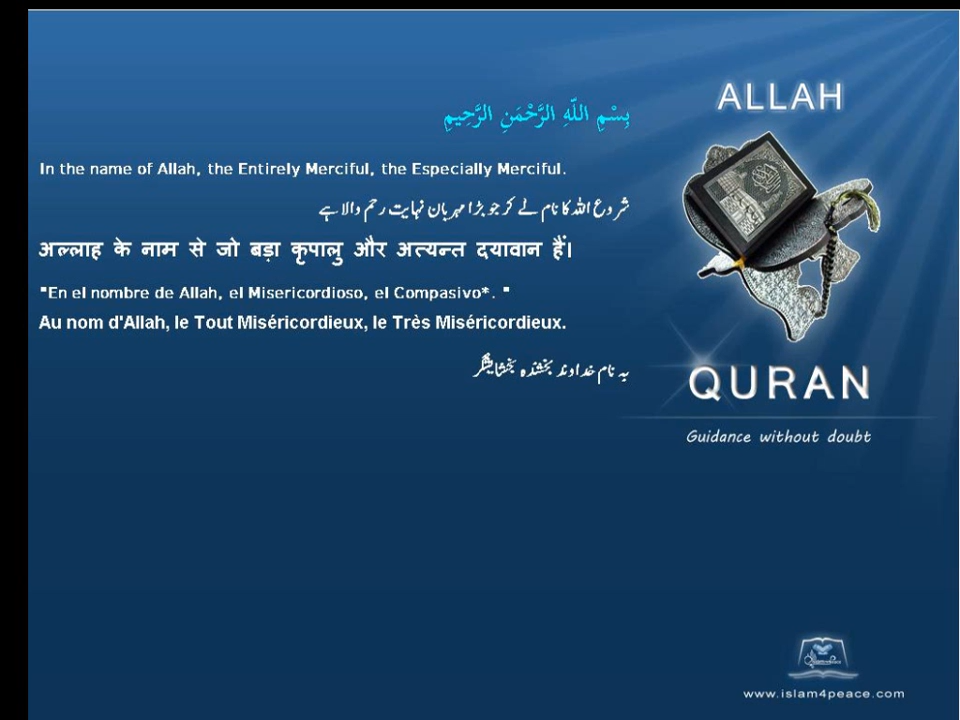 بِسْمِ اللَّهِ الرَّحْمَنِ الرَّحِيمِ
In the name of Allah, the Entirely Merciful, the Especially Merciful.
شروع اللہ کا نام لے کر جو بڑا مہربان نہایت رحم والا ہے
अल्लाह के नाम से जो बड़ा कृपालु और अत्यन्त दयावान हैं।
"En el nombre de Allah, el Misericordioso, el Compasivo*. "
Au nom d'Allah, le Tout Miséricordieux, le Très Miséricordieux.
به نام خداوند بخشنده بخشایشگر
ALLAH
QURAN
Guidance without doubt
www.islam4peace.com